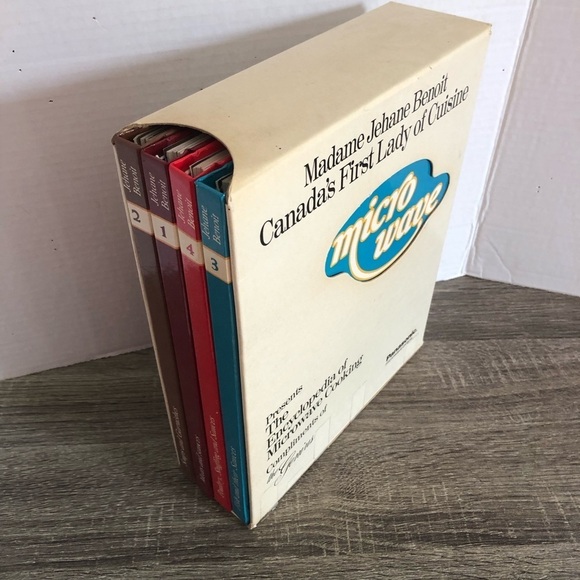 Madame Jehane Benoit
Canada's First Lady of Cuisine
micro
wave
Panasonic
Presents
The
Encyclopedia of
Microwave Cooking
Compliments of
the
Jehane
Benoit
2
Jehane
Benoit
1
Jehane
Benoit
4
Jehane
Benoit
3